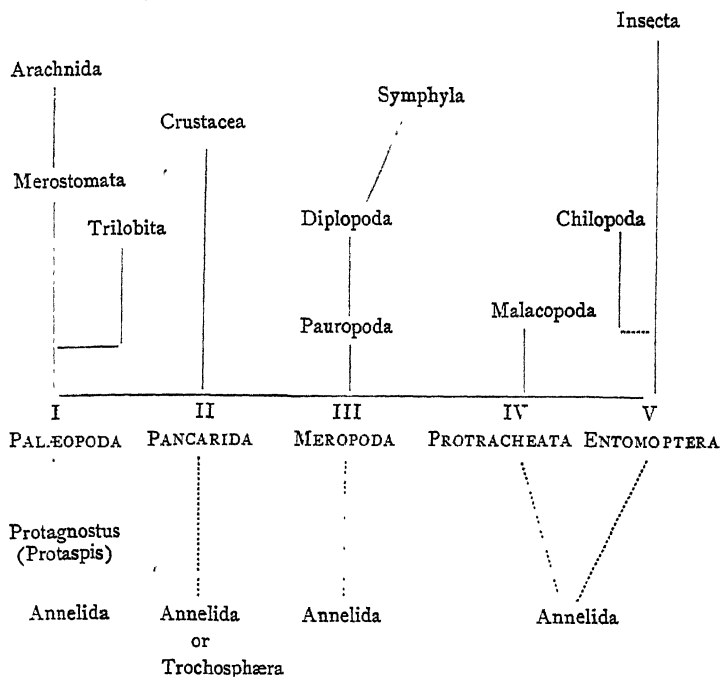 Insecta
Arachnida
Symphyla
Crustacea
Merostomata
Trilobita
Diplopoda
Chilopoda
Pauropoda
Malacopoda
I II III IV V
PALÆOPODA PANCARIDA MEROPODA PROTRACHEATA ENTOMOPTERA
Protagnostus
(Protaspis)
Annelida Annelida Annelida Annelida
or
Trochosphæra